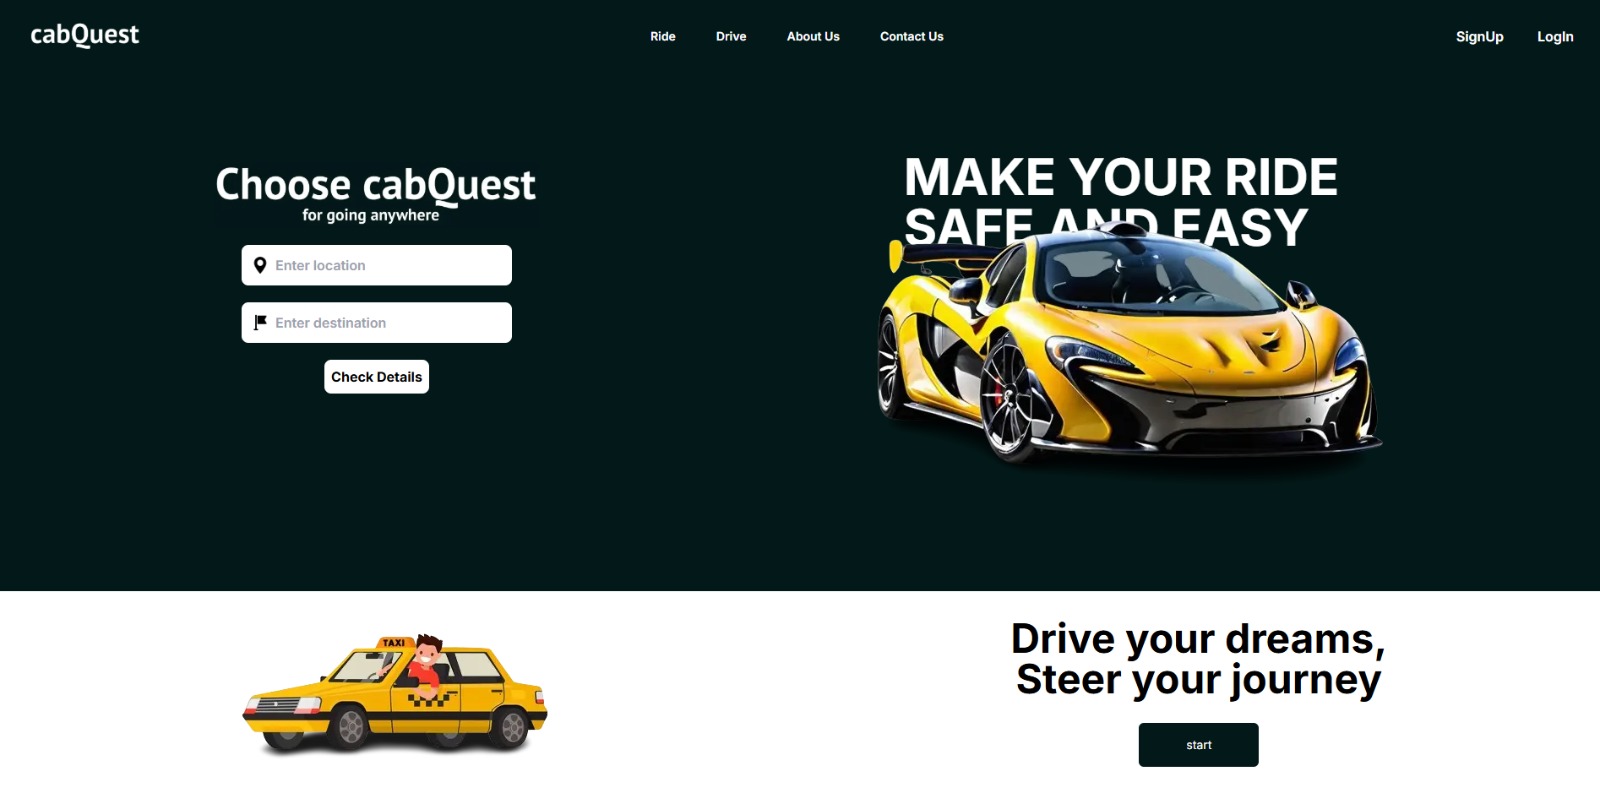 cabQuest
Ride
Drive
About Us
Contact Us
SignUp
LogIn
Choose cabQuest
for going anywhere
Enter location
Enter destination
Check Details
MAKE YOUR RIDE
SAFE AND EASY
TAXI
Drive your dreams,
Steer your journey
start